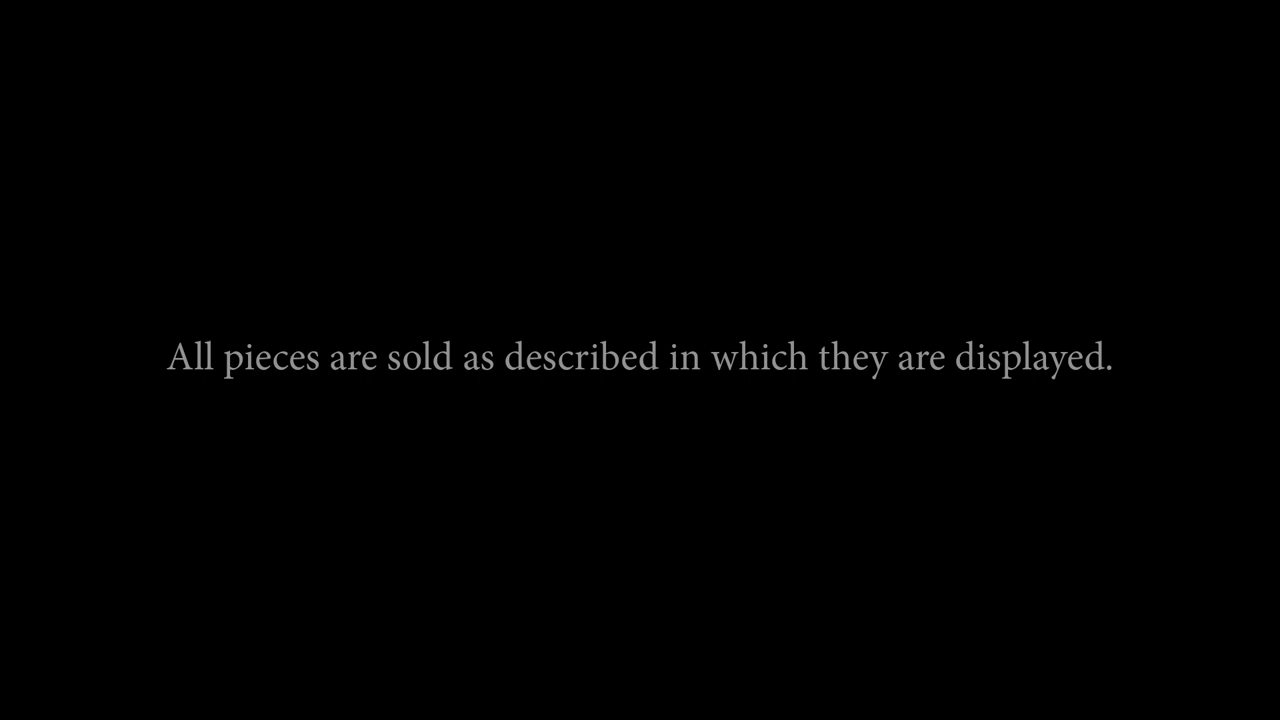 All pieces are sold as described in which they are displayed.